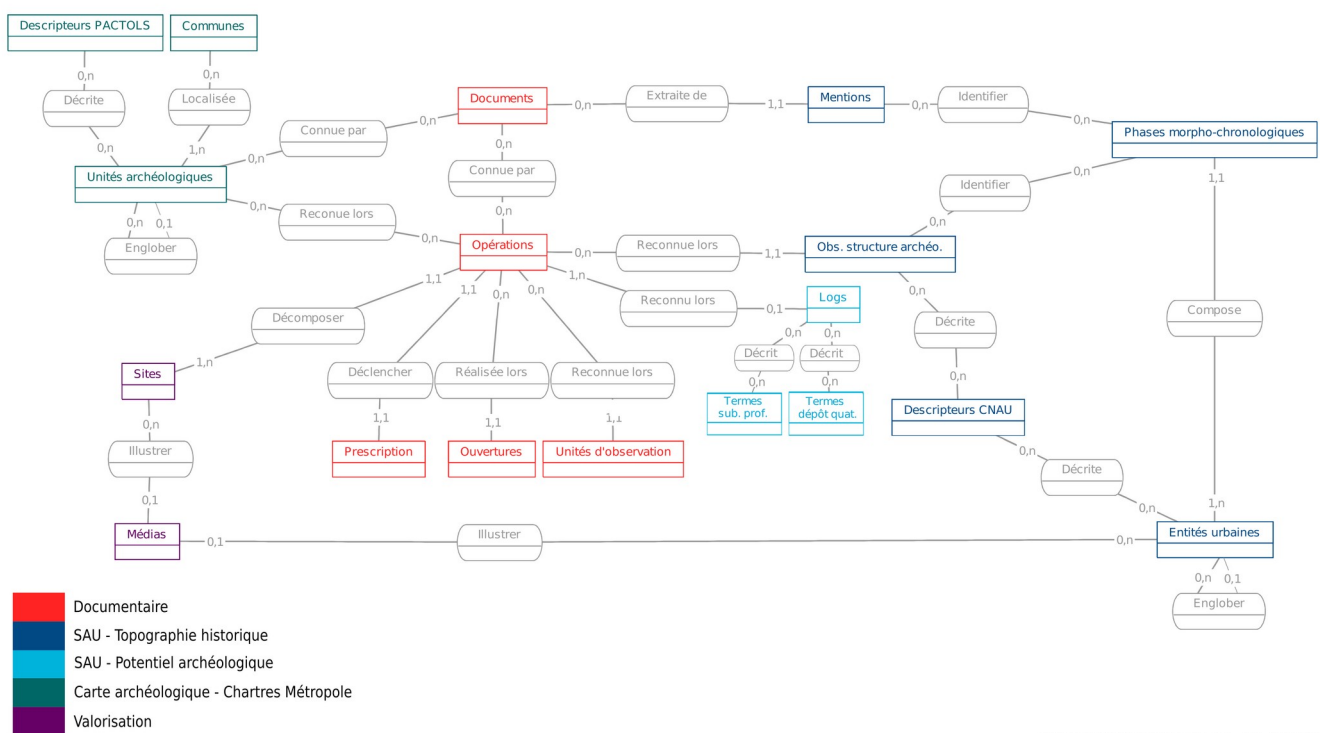 Descripteurs PACTOLS
Communes
0,n
0,n
Décrite
Localisée
0,n
1,n
Unités archéologiques
0,n
0,1
Englober
0,n
Connue par
0,n
Documents
0,n
Extraite de
1,1
Mentions
0,n
Identifier
0,n
Phases morpho-chronologiques
0,n
Connue par
0,n
0,n
Reconue lors
0,n
Opérations
0,n
Reconnue lors
1,1
Obs. structure archéo.
0,n
Identifier
0,n
1,1
Compose
1,n
1,n
Reconnu lors
0,1
Logs
0,n
0,n
Décrit
Décrit
0,n
0,n
Termes
sub. prof.
Termes
dépôt quat.
0,n
Décrite
0,n
Descripteurs CNAU
0,n
Décrite
0,n
1,1
Décomposer
1,n
Sites
1,1
0,n
0,n
Déclencher
Réalisée lors
Reconnue lors
1,1
1,1
1,1
Prescription
Ouvertures
Unités d'observation
0,n
Illustrer
0,1
Médias
0,1
Illustrer
0,n
Entités urbaines
0,n
0,1
Englober
Documentaire
SAU - Topographie historique
SAU - Potentiel archéologique
Carte archéologique - Chartres Métropole
Valorisation